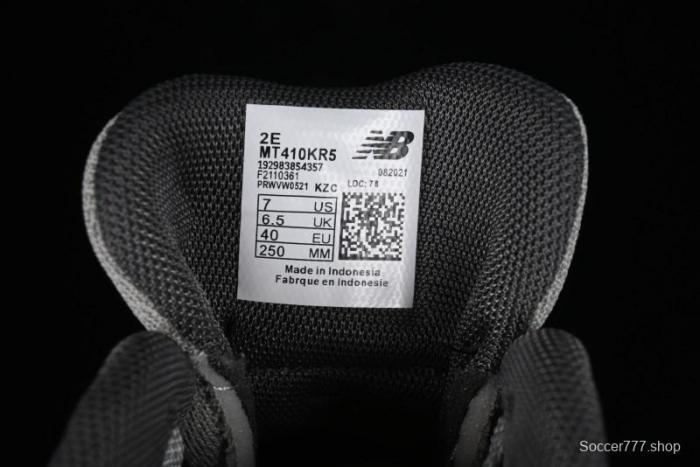 2E
MT410KR5
192983854357
F2110361
PRWVW0521 KZC
NB
082021
LOC: 78
7 US
6.5 UK
40 EU
250 MM
Made in Indonesia
Fabrque en Indonesie
Soccer777.shop